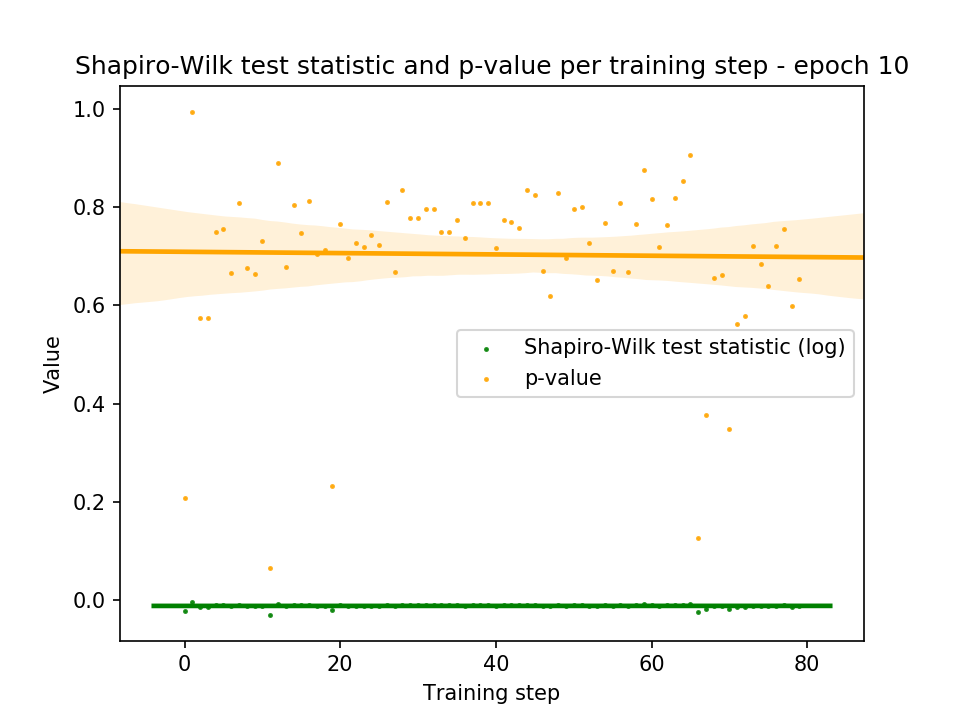 Shapiro-Wilk test statistic and p-value per training step - epoch 10
1.0
0.8
0.6
0.4
0.2
0.0
Value
Shapiro-Wilk test statistic (log)
p-value
0 20 40 60 80
Training step